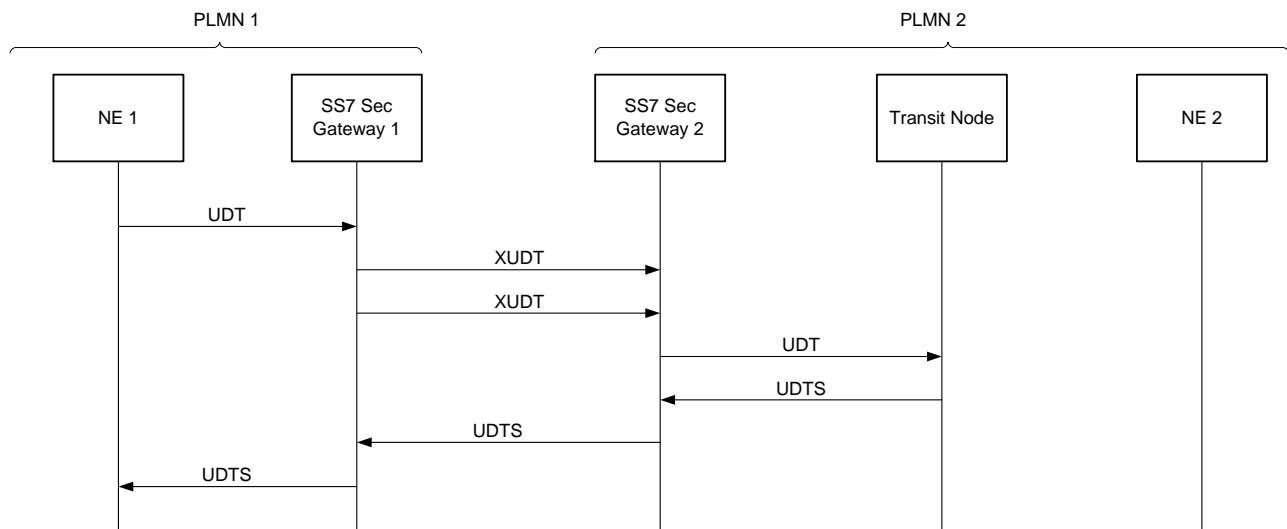 PLMN 1
PLMN 2
NE 1
SS7 Sec
Gateway 1
SS7 Sec
Gateway 2
Transit Node
NE 2
UDT
XUDT
XUDT
UDT
UDTS
UDTS
UDTS